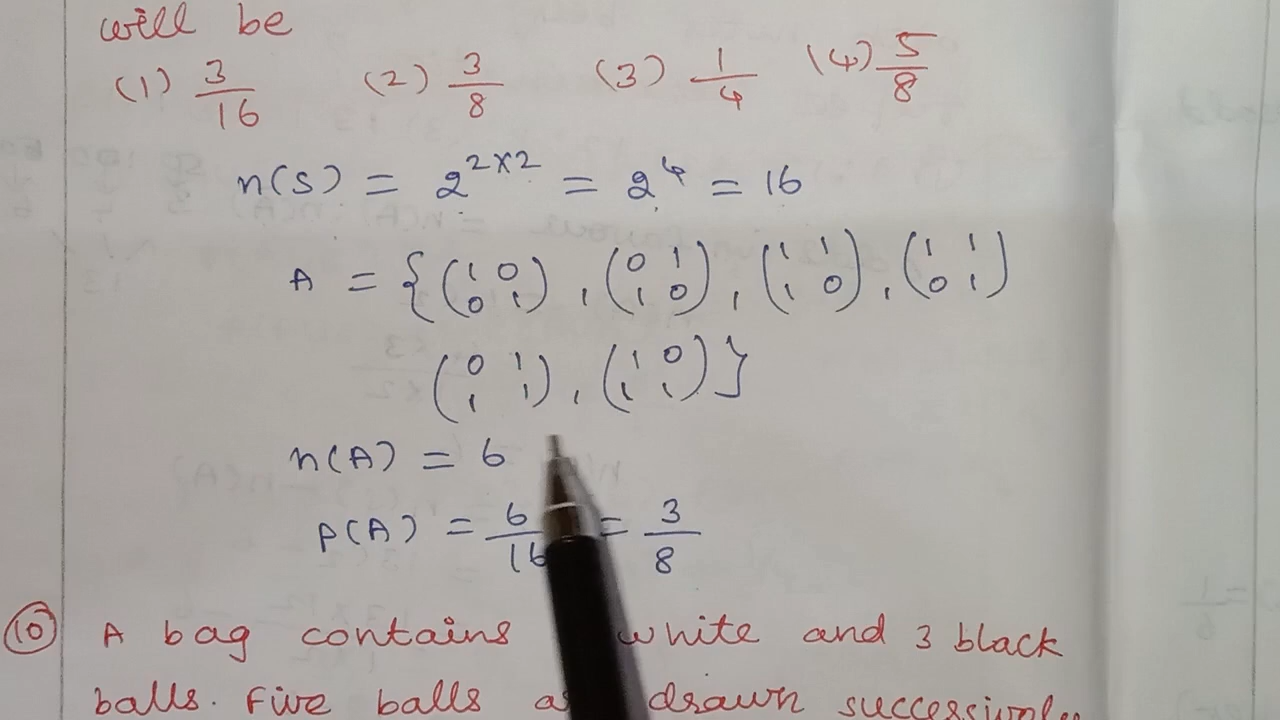 will be
(1) 3/16 (2) 3/8 (3) 1/4 (4) 5/8
n(S) = 2^{2×2} = 2^4 = 16
A = {(1 0 / 0 1), (0 1 / 1 0), (1 1 / 1 0), (1 1 / 0 1)
(0 1 / 1 1), (1 0 / 1 1)}
n(A) = 6
P(A) = 6/16 = 3/8
(10) A bag contains white and 3 black
balls. Five balls drawn successively